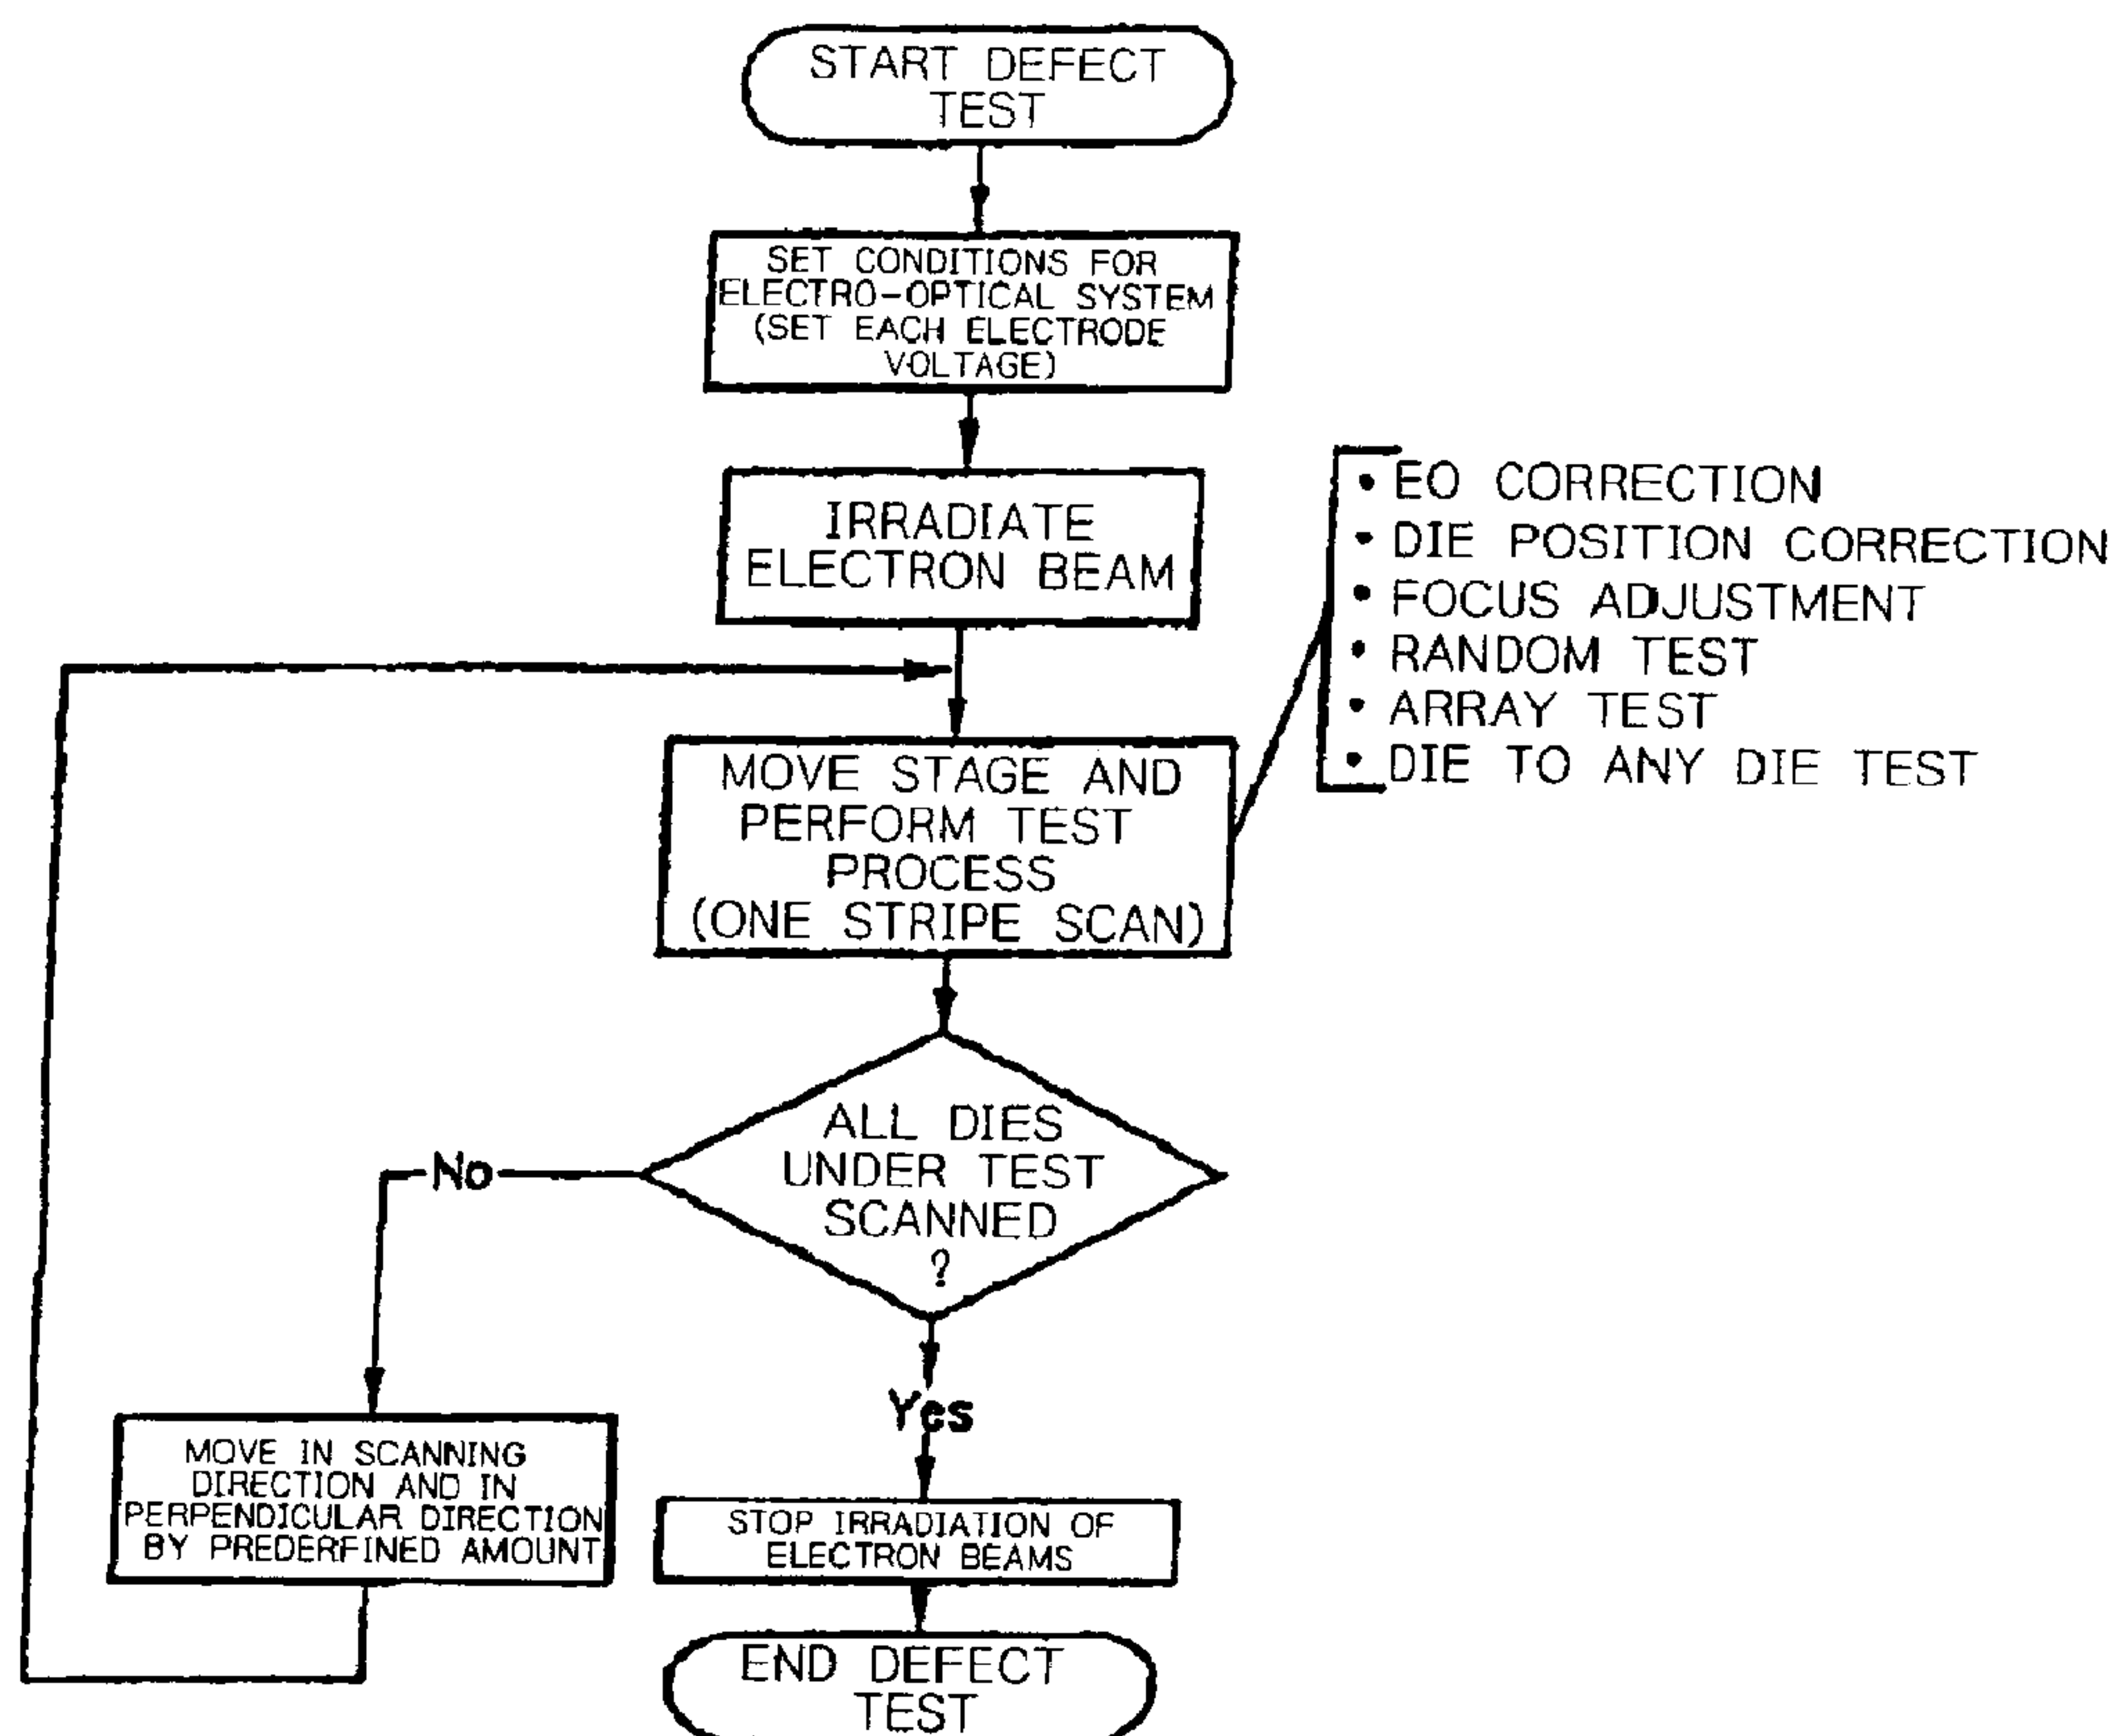 START DEFECT
TEST
SET CONDITIONS FOR
ELECTRO-OPTICAL SYSTEM
(SET EACH ELECTRODE
VOLTAGE)
IRRADIATE
ELECTRON BEAM
• EO CORRECTION
• DIE POSITION CORRECTION
• FOCUS ADJUSTMENT
• RANDOM TEST
• ARRAY TEST
• DIE TO ANY DIE TEST
MOVE STAGE AND
PERFORM TEST
PROCESS
(ONE STRIPE SCAN)
ALL DIES
UNDER TEST
SCANNED
?
No
Yes
MOVE IN SCANNING
DIRECTION AND IN
PERPENDICULAR DIRECTION
BY PREDERFINED AMOUNT
STOP IRRADIATION OF
ELECTRON BEAMS
END DEFECT
TEST